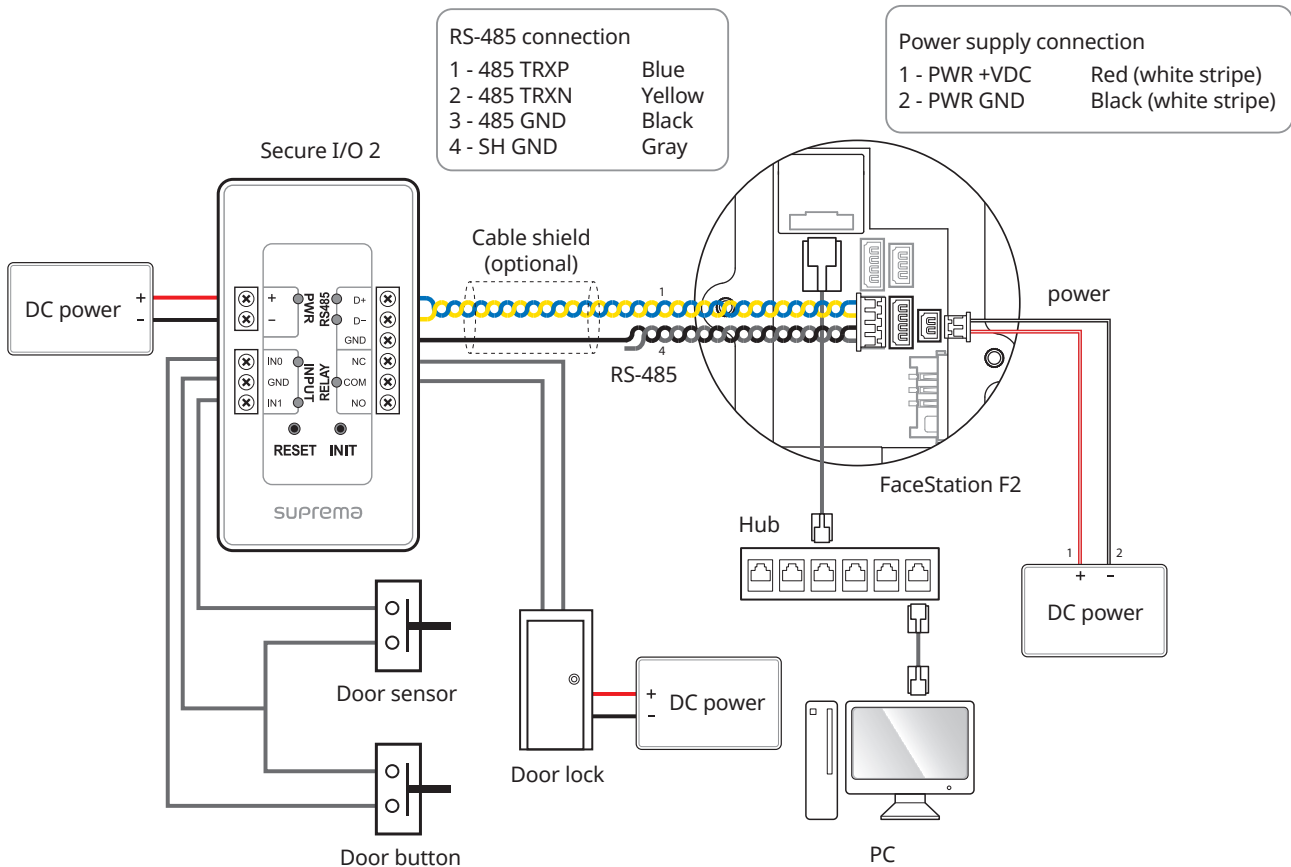 RS-485 connection
1 - 485 TRXP Blue
2 - 485 TRXN Yellow
3 - 485 GND Black
4 - SH GND Gray
Power supply connection
1 - PWR +VDC Red (white stripe)
2 - PWR GND Black (white stripe)
Secure I/O 2
Cable shield
(optional)
DC power
+
-
+
-
PWR
RS485
D+
D-
GND
IN0
GND
IN1
INPUT
RELAY
NC
COM
NO
RESET INIT
suprema
1
4
RS-485
power
FaceStation F2
Hub
1 2
+ -
DC power
Door sensor
Door lock
+
-
DC power
Door button
PC